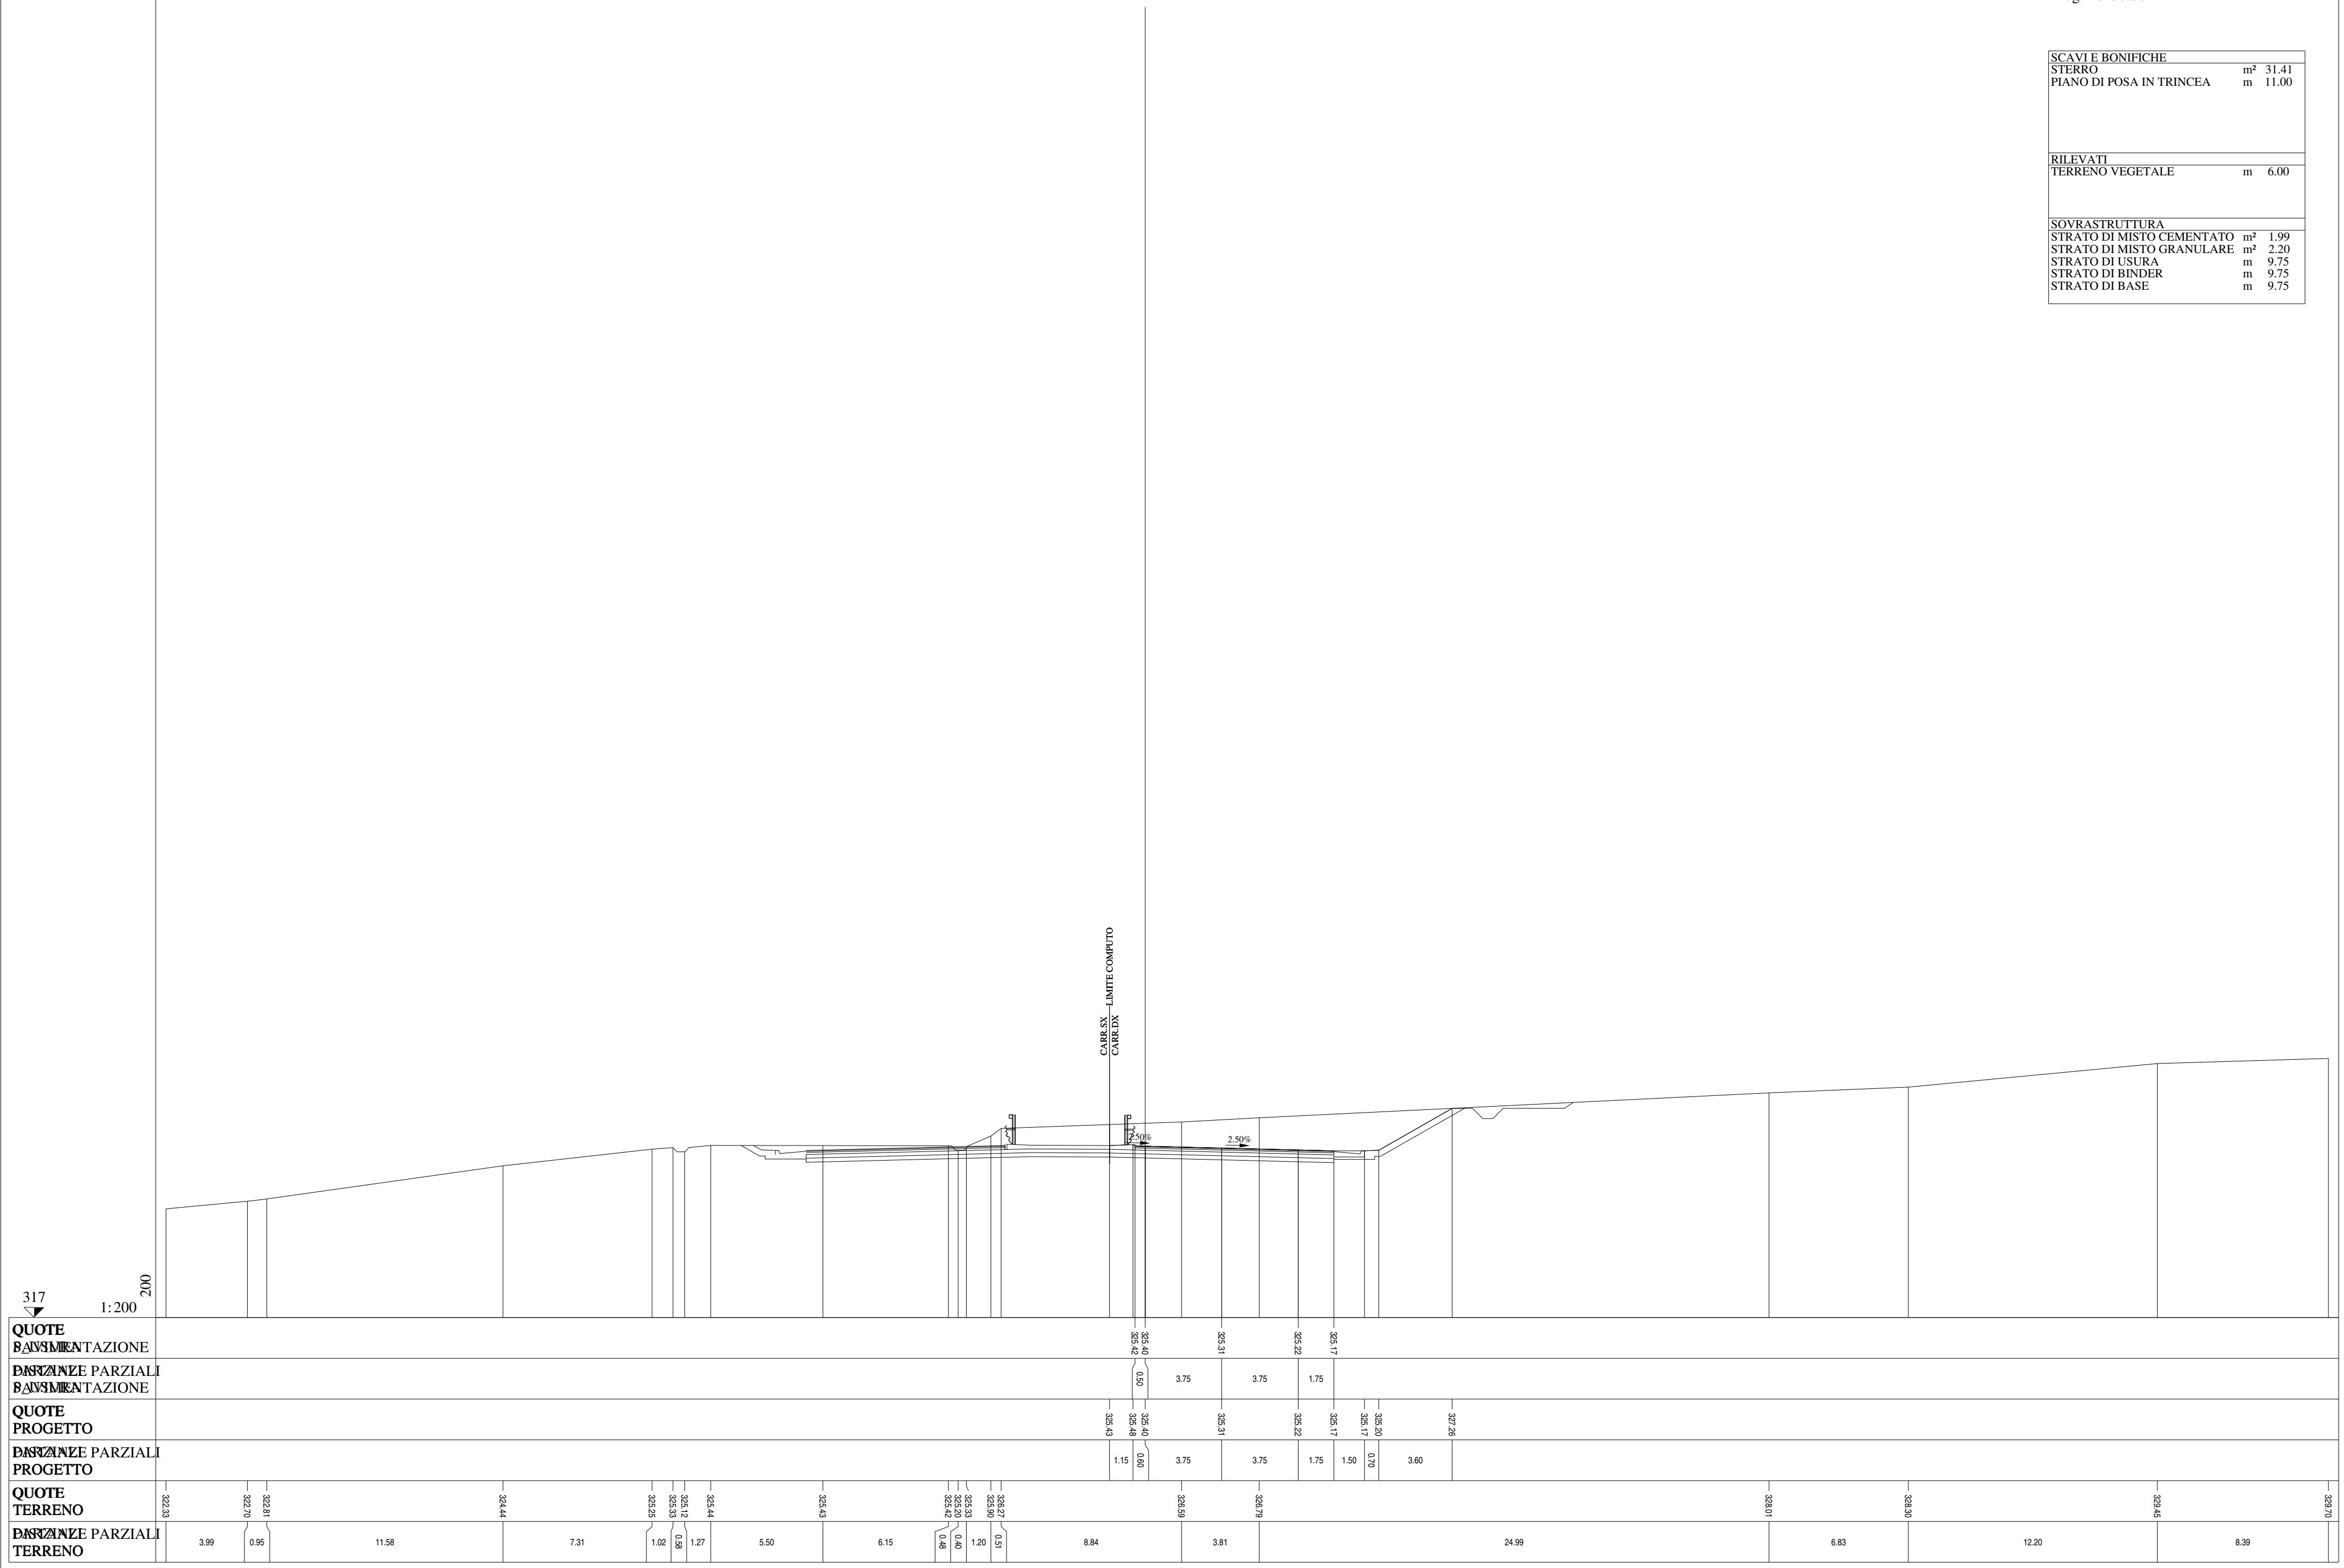 SCAVI E BONIFICHE
STERRO m² 31.41
PIANO DI POSA IN TRINCEA m 11.00
RILEVATI
TERRENO VEGETALE m 6.00
SOVRASTRUTTURA
STRATO DI MISTO CEMENTATO m² 1.99
STRATO DI MISTO GRANULARE m² 2.20
STRATO DI USURA m 9.75
STRATO DI BINDER m 9.75
STRATO DI BASE m 9.75
LIMITE COMPUTO
CARR.SX
CARR.DX
2.50% 2.50%
317
1:200
200
QUOTE
PAVIMENTAZIONE
325.42 325.40 325.31 325.22 325.17
PARZIALI
PAVIMENTAZIONE
0.50 3.75 3.75 1.75
QUOTE
PROGETTO
325.43 325.48 325.40 325.31 325.22 325.17 325.17 325.20 327.26
PARZIALI
PROGETTO
1.15 0.60 3.75 3.75 1.75 1.50 0.70 3.60
QUOTE
TERRENO
322.33 322.70 322.81 324.44 325.25 325.33 325.12 325.44 325.43 325.42 325.20 325.33 325.90 326.27 326.59 326.79 328.01 328.30 329.45 329.70
PARZIALI
TERRENO
3.99 0.95 11.58 7.31 1.02 0.58 1.27 5.50 6.15 0.48 0.40 1.20 0.51 8.84 3.81 24.99 6.83 12.20 8.39